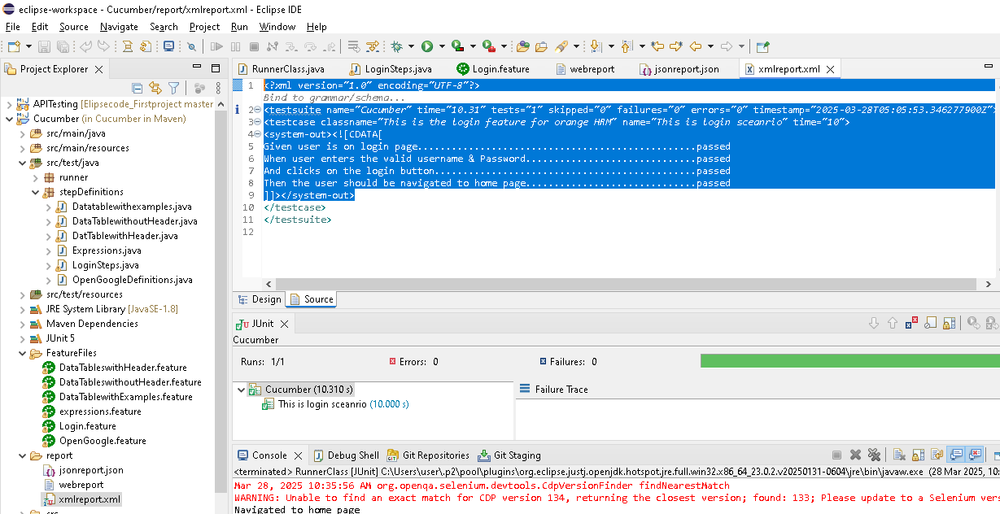 eclipse-workspace - Cucumber/report/xmlreport.xml - Eclipse IDE
File Edit Source Navigate Search Project Run Window Help
Project Explorer
RunnerClass.java LoginSteps.java Login.feature webreport jsonreport.json xmlreport.xml
APITesting [Elipsecode_Firstproject master
Cucumber (in Cucumber in Maven)
src/main/java
src/main/resources
src/test/java
runner
stepDefinitions
Datatablewithexamples.java
DataTablewithoutHeader.java
DatTablewithHeader.java
Expressions.java
LoginSteps.java
OpenGoogleDefinitions.java
src/test/resources
JRE System Library [JavaSE-1.8]
Maven Dependencies
JUnit 5
FeatureFiles
DataTableswithHeader.feature
DataTableswithoutHeader.feature
DataTablewithExamples.feature
expressions.feature
Login.feature
OpenGoogle.feature
report
jsonreport.json
webreport
xmlreport.xml
src
1 <?xml version="1.0" encoding="UTF-8"?>
Bind to grammar/schema...
2 <testsuite name="Cucumber" time="10.31" tests="1" skipped="0" failures="0" errors="0" timestamp="2025-03-28T05:05:53.346277900Z"
3 <testcase classname="This is the login feature for orange HRM" name="This is login sceanrio" time="10">
4 <system-out><![CDATA[
5 Given user is on login page.................................................passed
6 When user enters the valid username & Password..............................passed
7 And clicks on the login button..............................................passed
8 Then the user should be navigated to home page..............................passed
9 ]]></system-out>
10 </testcase>
11 </testsuite>
12
Design Source
JUnit
Cucumber
Runs: 1/1 Errors: 0 Failures: 0
Cucumber (10.310 s)
This is login sceanrio (10.000 s)
Failure Trace
Console Debug Shell Git Repositories Git Staging
<terminated> RunnerClass [JUnit] C:\Users\user\.p2\pool\plugins\org.eclipse.justj.openjdk.hotspot.jre.full.win32.x86_64_23.0.2.v20250131-0604\jre\bin\javaw.exe (28 Mar 2025, 10:
Mar 28, 2025 10:35:56 AM org.openqa.selenium.devtools.CdpVersionFinder findNearestMatch
WARNING: Unable to find an exact match for CDP version 134, returning the closest version; found: 133; Please update to a Selenium vers
Navigated to home page